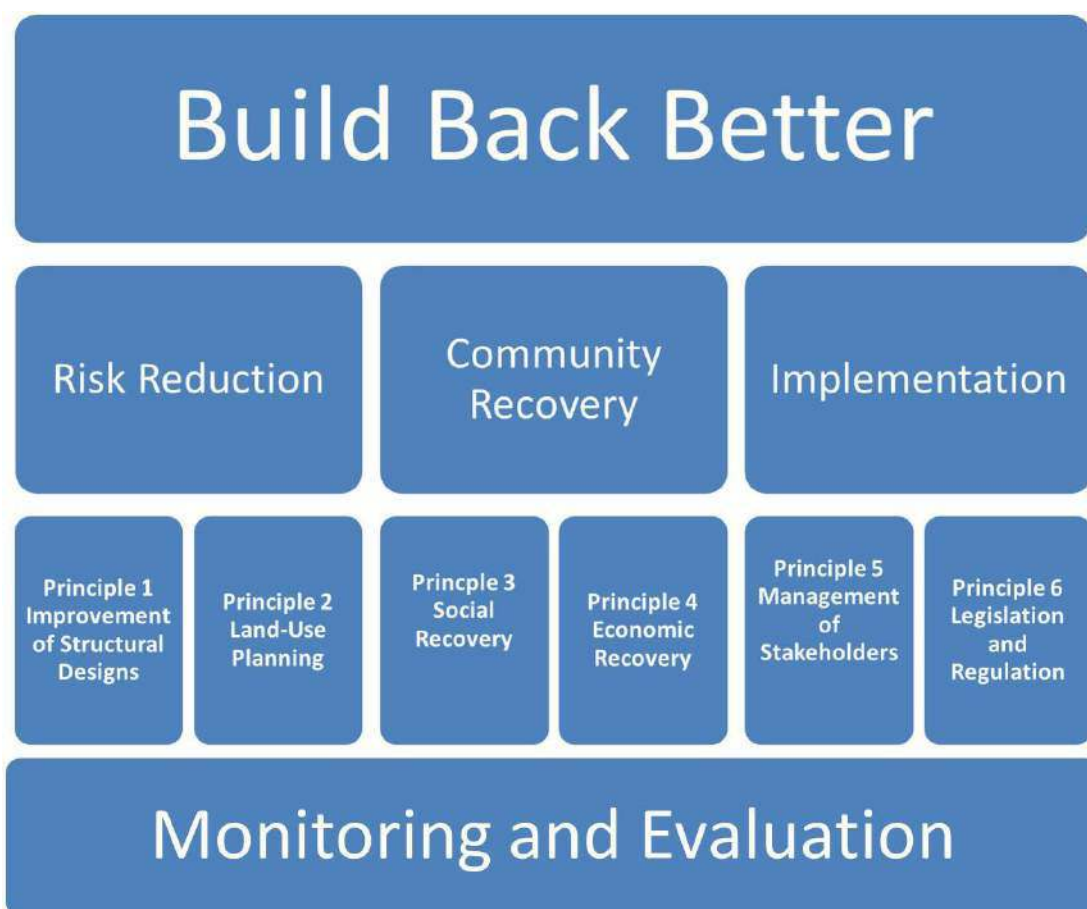 Build Back Better
Risk Reduction
Community
Recovery
Implementation
Principle 1
Improvement
of Structural
Designs
Principle 2
Land-Use
Planning
Princple 3
Social
Recovery
Principle 4
Economic
Recovery
Principle 5
Management
of
Stakeholders
Principle 6
Legislation
and
Regulation
Monitoring and Evaluation